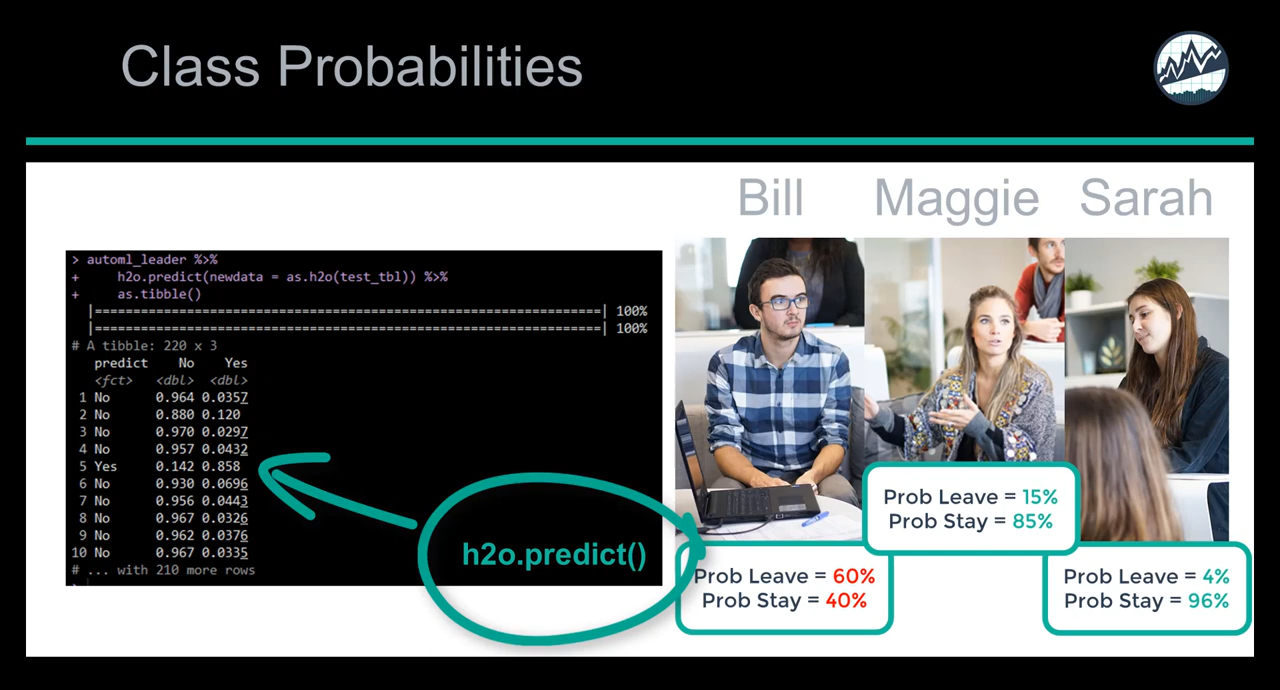 Class Probabilities
Bill
Maggie
Sarah
> automl_leader %>%
+     h2o.predict(newdata = as.h2o(test_tbl)) %>%
+     as.tibble()
|======================================================================| 100%
|======================================================================| 100%
# A tibble: 220 x 3
predict     No    Yes
<fct>    <dbl>  <dbl>
1 No       0.964 0.0357
2 No       0.880 0.120
3 No       0.970 0.0297
4 No       0.957 0.0432
5 Yes      0.142 0.858
6 No       0.930 0.0696
7 No       0.956 0.0443
8 No       0.967 0.0326
9 No       0.962 0.0376
10 No       0.967 0.0335
# ... with 210 more rows
h2o.predict()
Prob Leave = 60%
Prob Stay = 40%
Prob Leave = 15%
Prob Stay = 85%
Prob Leave = 4%
Prob Stay = 96%